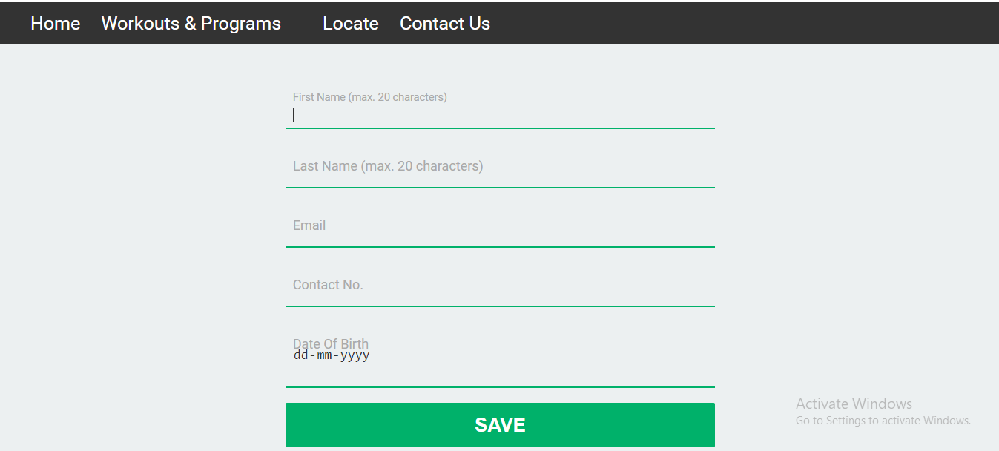 Home Workouts & Programs Locate Contact Us
First Name (max. 20 characters)
Last Name (max. 20 characters)
Email
Contact No.
Date Of Birth
dd-mm-yyyy
SAVE
Activate Windows
Go to Settings to activate Windows.